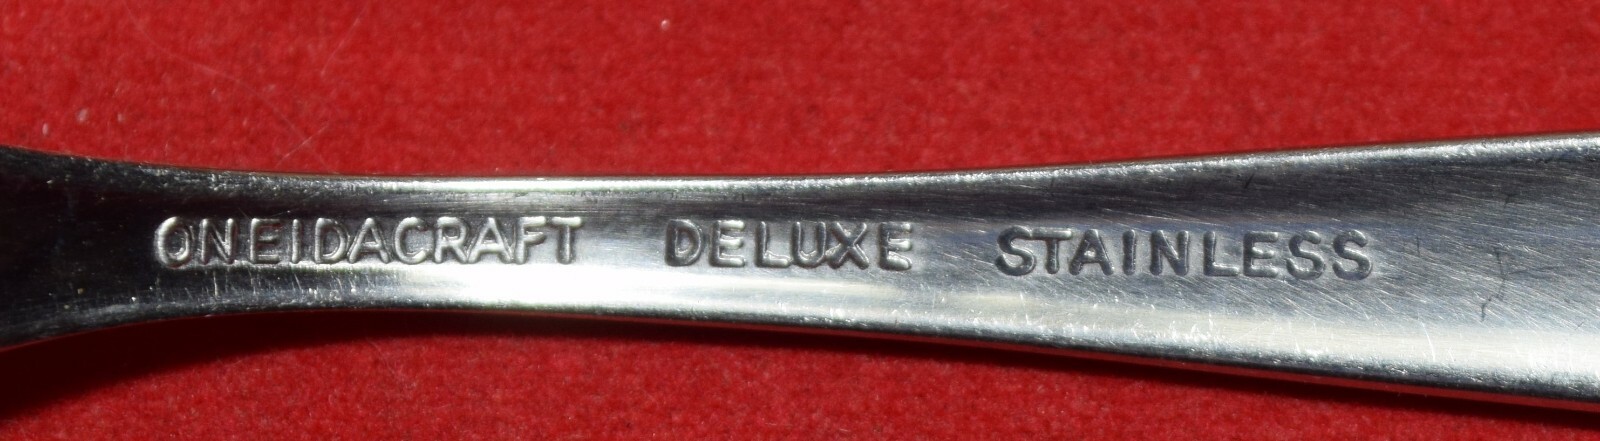 ONEIDACRAFT DELUXE STAINLESS